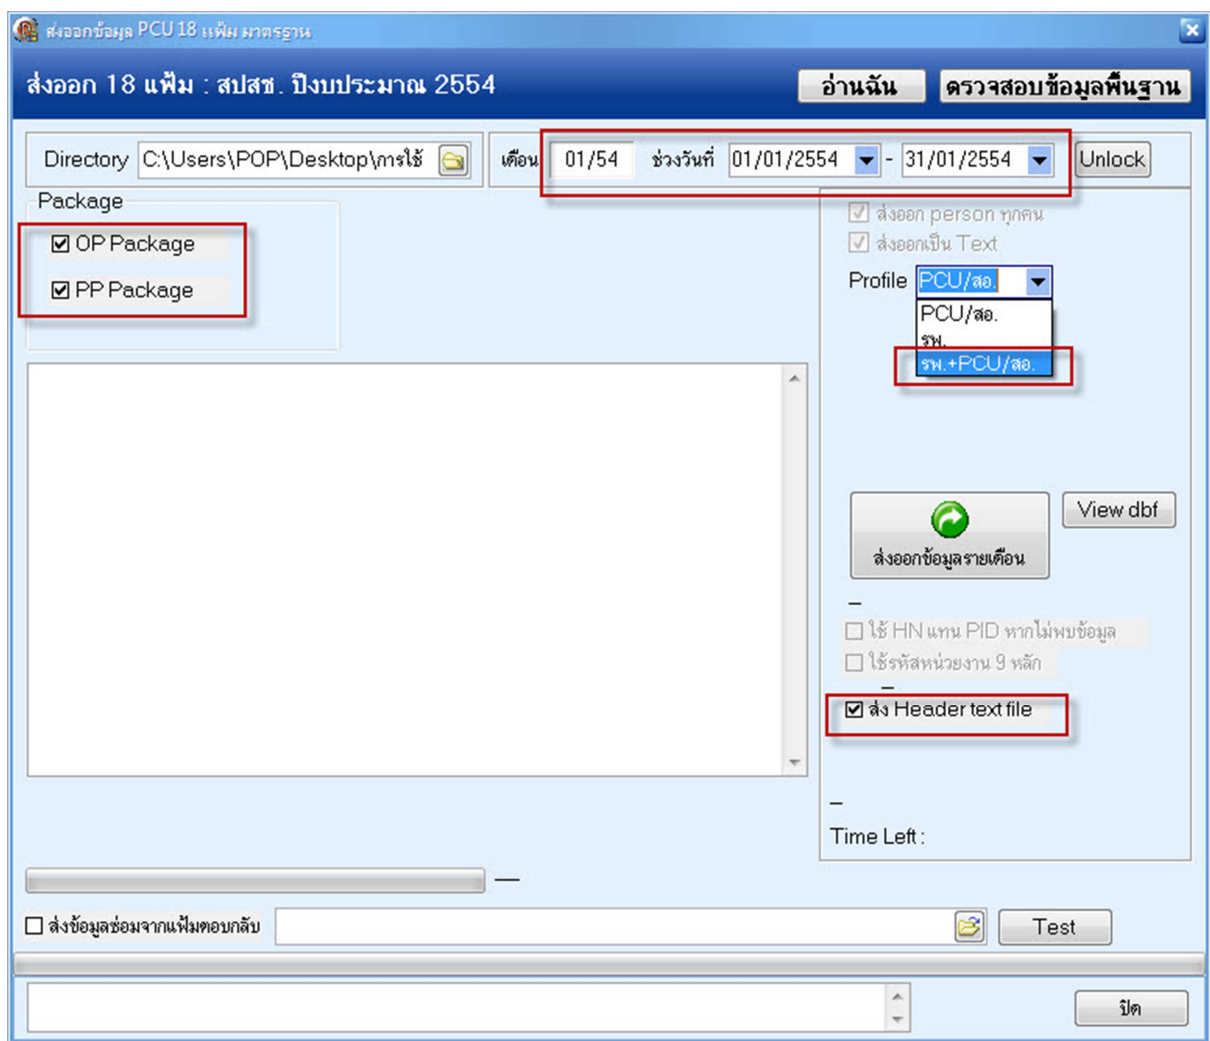 ส่งออกข้อมูล PCU 18 แฟ้ม มาตรฐาน
ส่งออก 18 แฟ้ม : สปสช. ปีงบประมาณ 2554
อ่านฉัน
ตรวจสอบข้อมูลพื้นฐาน
Directory C:\Users\POP\Desktop\การใช้
เดือน 01/54 ช่วงวันที่ 01/01/2554 - 31/01/2554 Unlock
Package
OP Package
PP Package
ส่งออก person ทุกคน
ส่งออกเป็น Text
Profile PCU/สอ.
PCU/สอ.
รพ.
รพ.+PCU/สอ.
ส่งออกข้อมูลรายเดือน
View dbf
ใช้ HN แทน PID หากไม่พบข้อมูล
ใช้รหัสหน่วยงาน 9 หลัก
ส่ง Header text file
Time Left :
ส่งข้อมูลซ่อมจากแฟ้มตอบกลับ
Test
ปิด